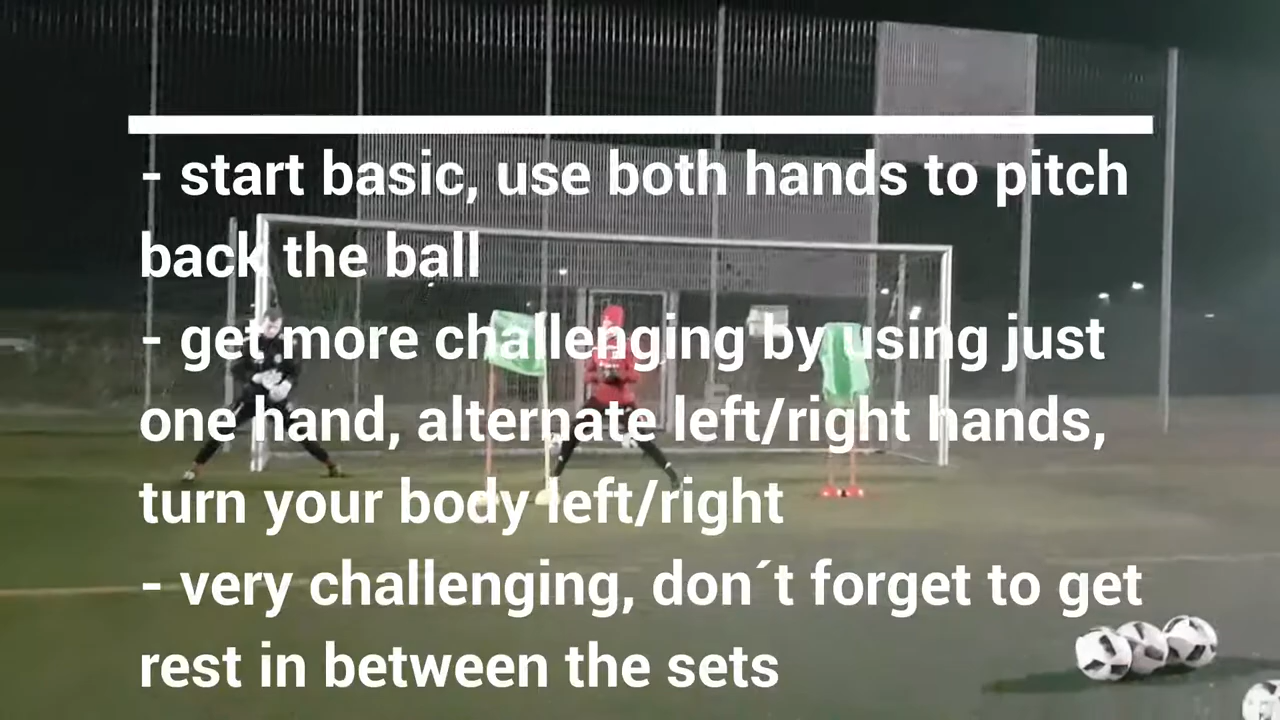 - start basic, use both hands to pitch
back the ball
- get more challenging by using just
one hand, alternate left/right hands,
turn your body left/right
- very challenging, don´t forget to get
rest in between the sets